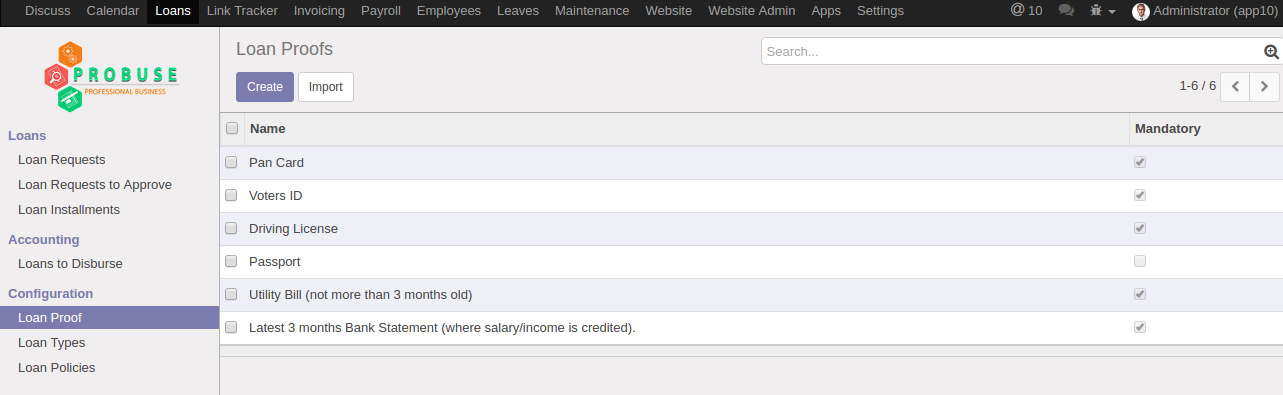 Discuss Calendar Loans Link Tracker Invoicing Payroll Employees Leaves Maintenance Website Website Admin Apps Settings @ 10 Administrator (app10)
PROBUSE
PROFESSIONAL BUSINESS
Loans
Loan Requests
Loan Requests to Approve
Loan Installments
Accounting
Loans to Disburse
Configuration
Loan Proof
Loan Types
Loan Policies
Loan Proofs
Search...
Create Import
1-6 / 6
Name Mandatory
Pan Card
Voters ID
Driving License
Passport
Utility Bill (not more than 3 months old)
Latest 3 months Bank Statement (where salary/income is credited).